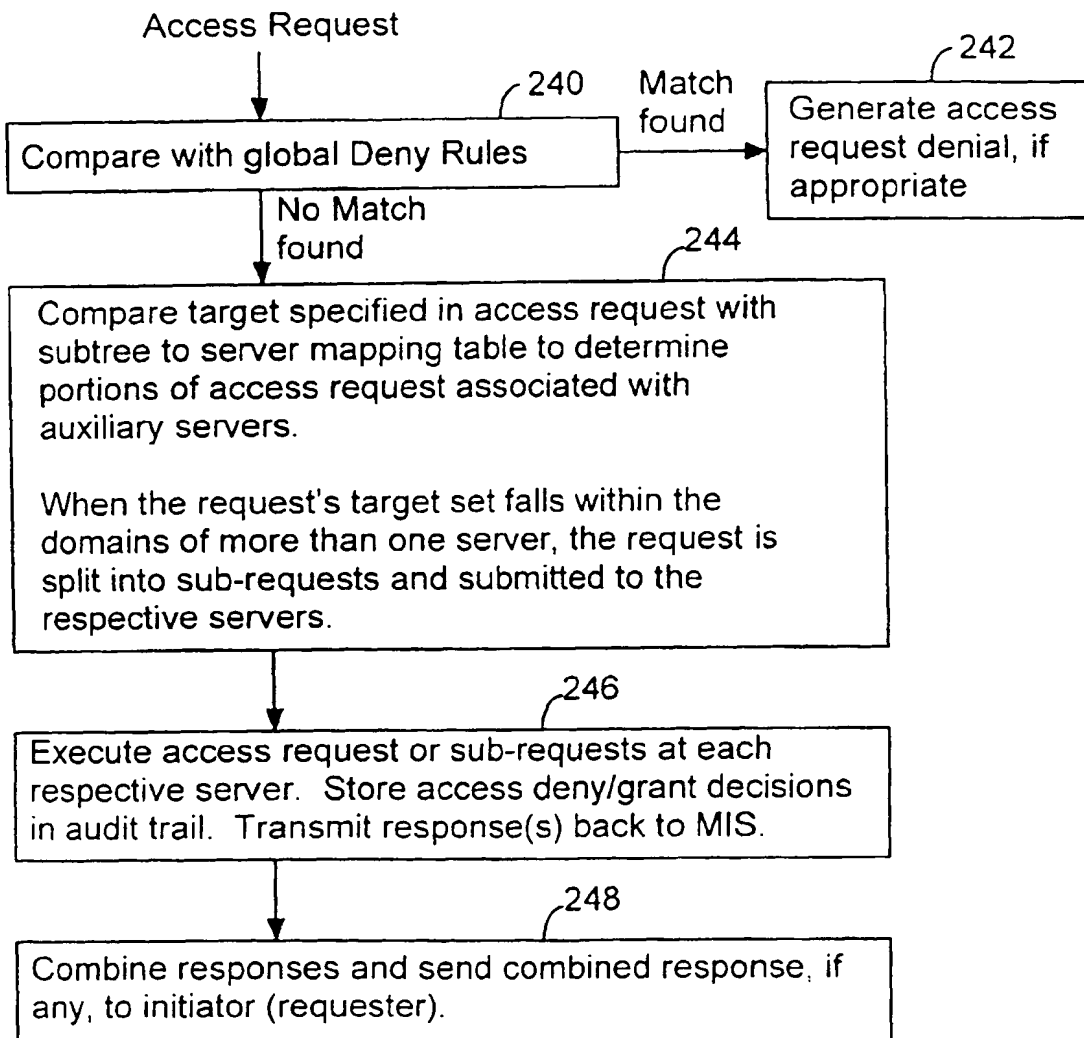 Access Request
240
Compare with global Deny Rules
Match
found
242
Generate access
request denial, if
appropriate
No Match
found
244
Compare target specified in access request with
subtree to server mapping table to determine
portions of access request associated with
auxiliary servers.
When the request's target set falls within the
domains of more than one server, the request is
split into sub-requests and submitted to the
respective servers.
246
Execute access request or sub-requests at each
respective server. Store access deny/grant decisions
in audit trail. Transmit response(s) back to MIS.
248
Combine responses and send combined response, if
any, to initiator (requester).